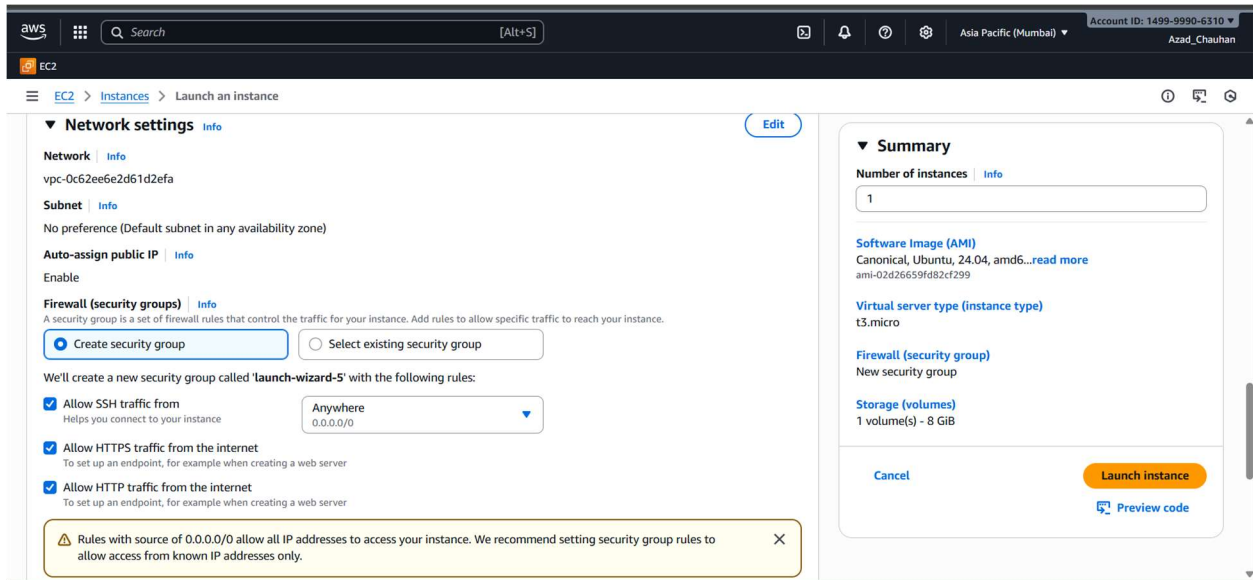 aws
Search [Alt+S]
Asia Pacific (Mumbai) ▼
Account ID: 1499-9990-6310 ▼
Azad_Chauhan
EC2
EC2 > Instances > Launch an instance
▼ Network settings Info
Edit
Network Info
vpc-0c62ee6e2d61d2efa
Subnet Info
No preference (Default subnet in any availability zone)
Auto-assign public IP Info
Enable
Firewall (security groups) Info
A security group is a set of firewall rules that control the traffic for your instance. Add rules to allow specific traffic to reach your instance.
Create security group
Select existing security group
We'll create a new security group called 'launch-wizard-5' with the following rules:
Allow SSH traffic from
Helps you connect to your instance
Anywhere
0.0.0.0/0
Allow HTTPS traffic from the internet
To set up an endpoint, for example when creating a web server
Allow HTTP traffic from the internet
To set up an endpoint, for example when creating a web server
Rules with source of 0.0.0.0/0 allow all IP addresses to access your instance. We recommend setting security group rules to
allow access from known IP addresses only.
▼ Summary
Number of instances Info
1
Software Image (AMI)
Canonical, Ubuntu, 24.04, amd6...read more
ami-02d26659fd82cf299
Virtual server type (instance type)
t3.micro
Firewall (security group)
New security group
Storage (volumes)
1 volume(s) - 8 GiB
Cancel
Launch instance
Preview code